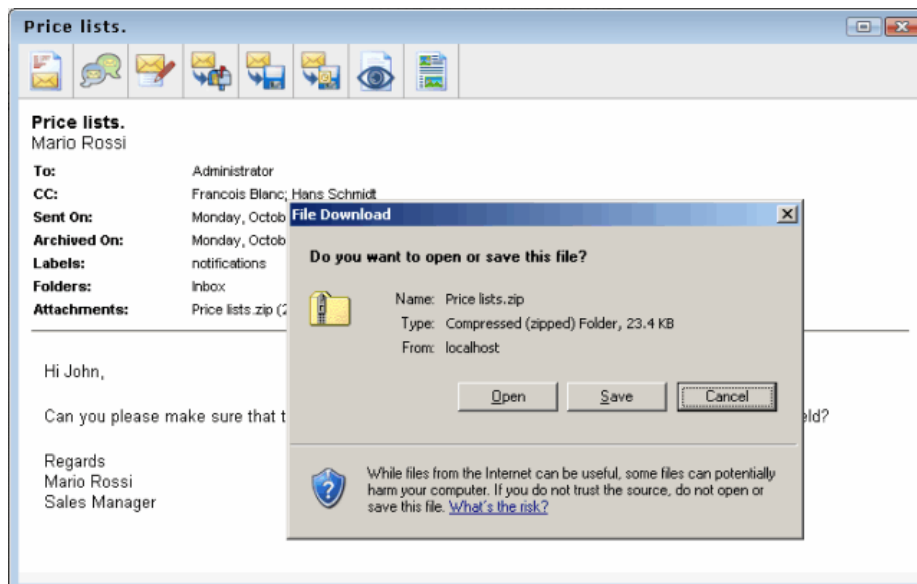 Price lists.
Price lists.
Mario Rossi
To: Administrator
CC: Francois Blanc; Hans Schmidt
Sent On: Monday, Octob
Archived On: Monday, Octob
Labels: notifications
Folders: Inbox
Attachments: Price lists.zip (2
Hi John,
Can you please make sure that t
eld?
Regards
Mario Rossi
Sales Manager
File Download
Do you want to open or save this file?
Name: Price lists.zip
Type: Compressed (zipped) Folder, 23.4 KB
From: localhost
Open Save Cancel
While files from the Internet can be useful, some files can potentially
harm your computer. If you do not trust the source, do not open or
save this file. What's the risk?